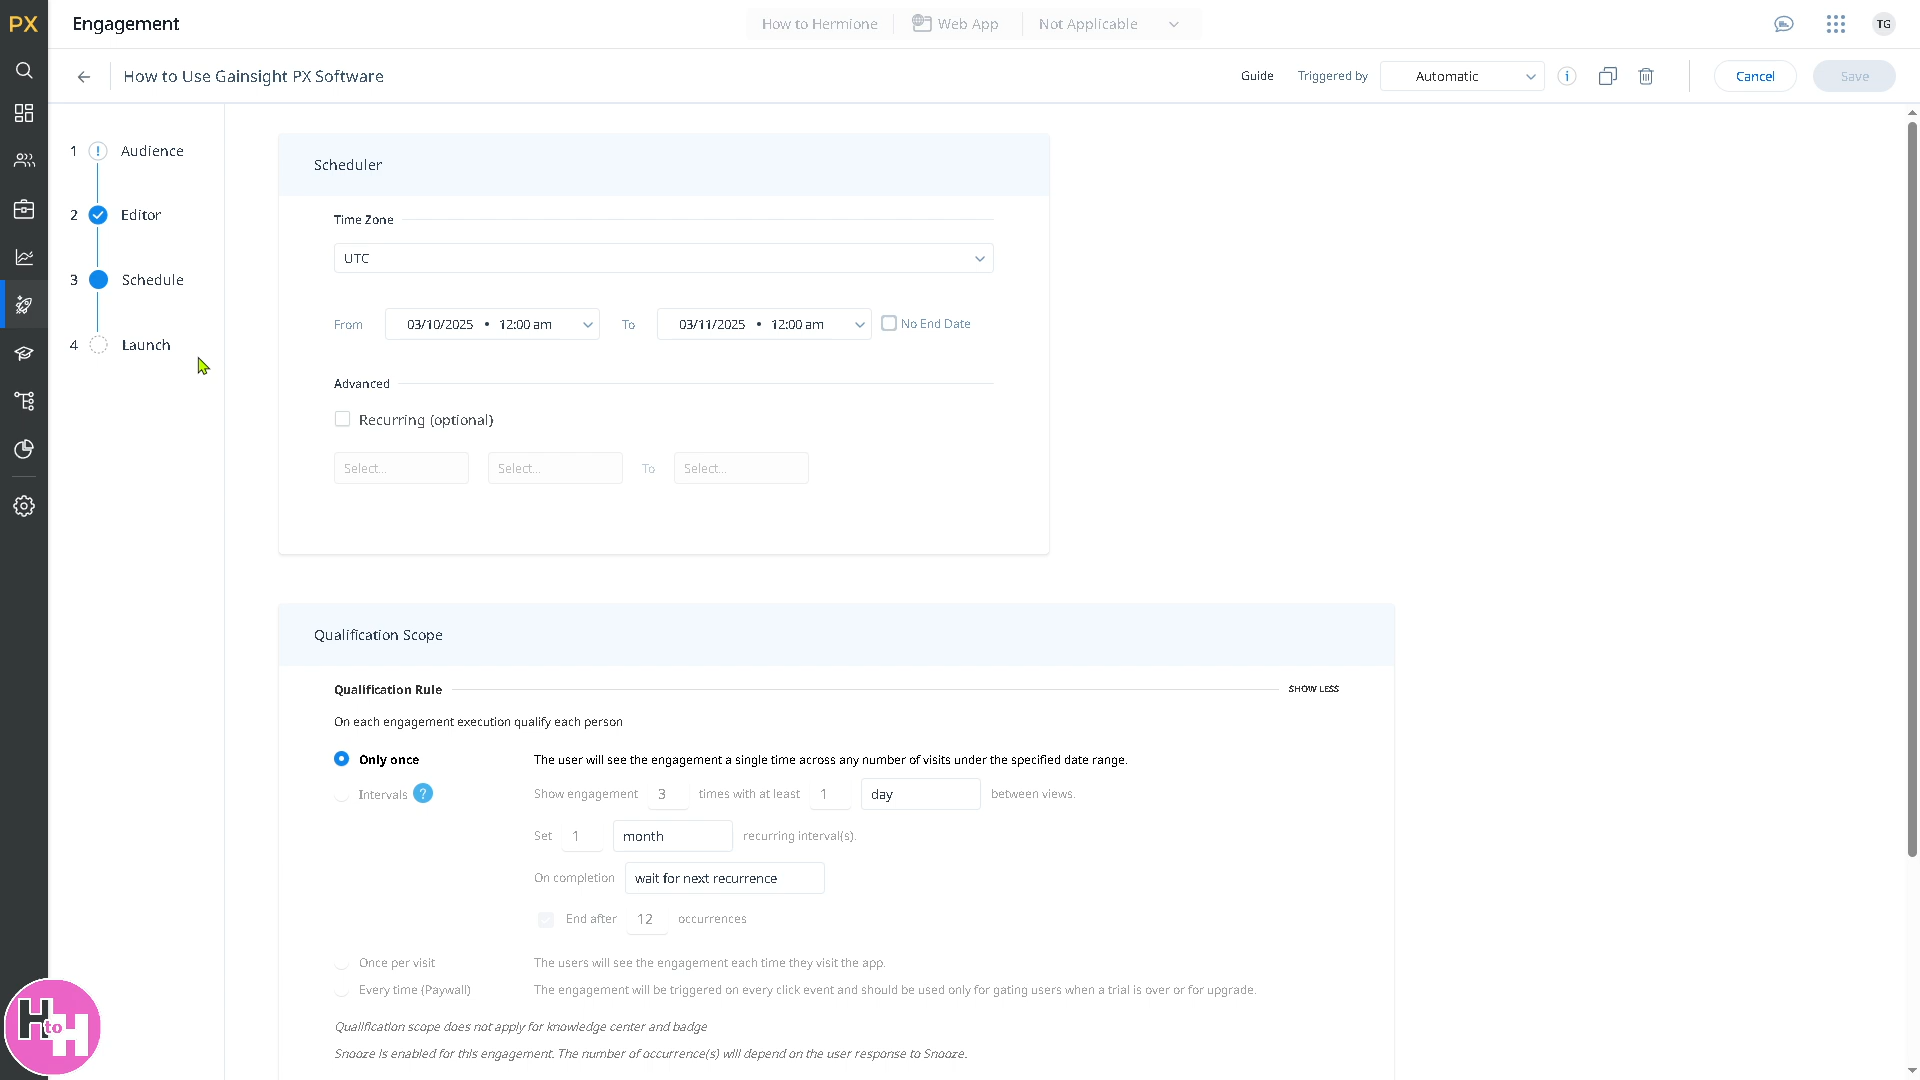 PX
Engagement
How to Hermione
Web App
Not Applicable
TG
How to Use Gainsight PX Software
Guide
Triggered by
Automatic
Cancel
Save
1 Audience
2 Editor
3 Schedule
4 Launch
Scheduler
Time Zone
UTC
From 03/10/2025 • 12:00 am To 03/11/2025 • 12:00 am No End Date
Advanced
Recurring (optional)
Select... Select... To Select...
Qualification Scope
Qualification Rule SHOW LESS
On each engagement execution qualify each person
Only once The user will see the engagement a single time across any number of visits under the specified date range.
Intervals ? Show engagement 3 times with at least 1 day between views.
Set 1 month recurring interval(s).
On completion wait for next recurrence
End after 12 occurrences
Once per visit The users will see the engagement each time they visit the app.
Every time (Paywall) The engagement will be triggered on every click event and should be used only for gating users when a trial is over or for upgrade.
Qualification scope does not apply for knowledge center and badge
Snooze is enabled for this engagement. The number of occurrence(s) will depend on the user response to Snooze.
H to H